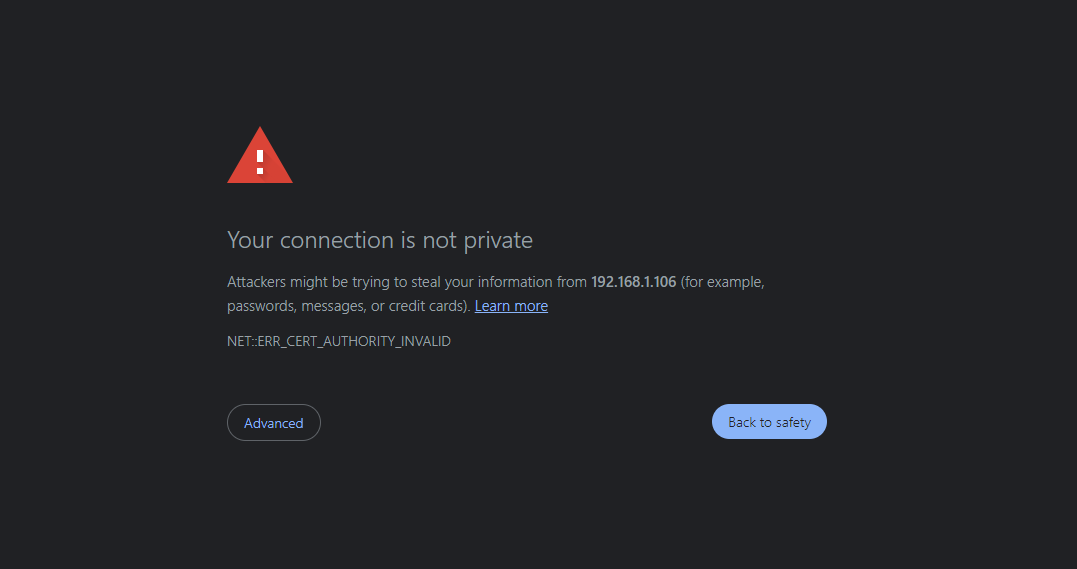 Your connection is not private
Attackers might be trying to steal your information from 192.168.1.106 (for example,
passwords, messages, or credit cards). Learn more
NET::ERR_CERT_AUTHORITY_INVALID
Advanced
Back to safety